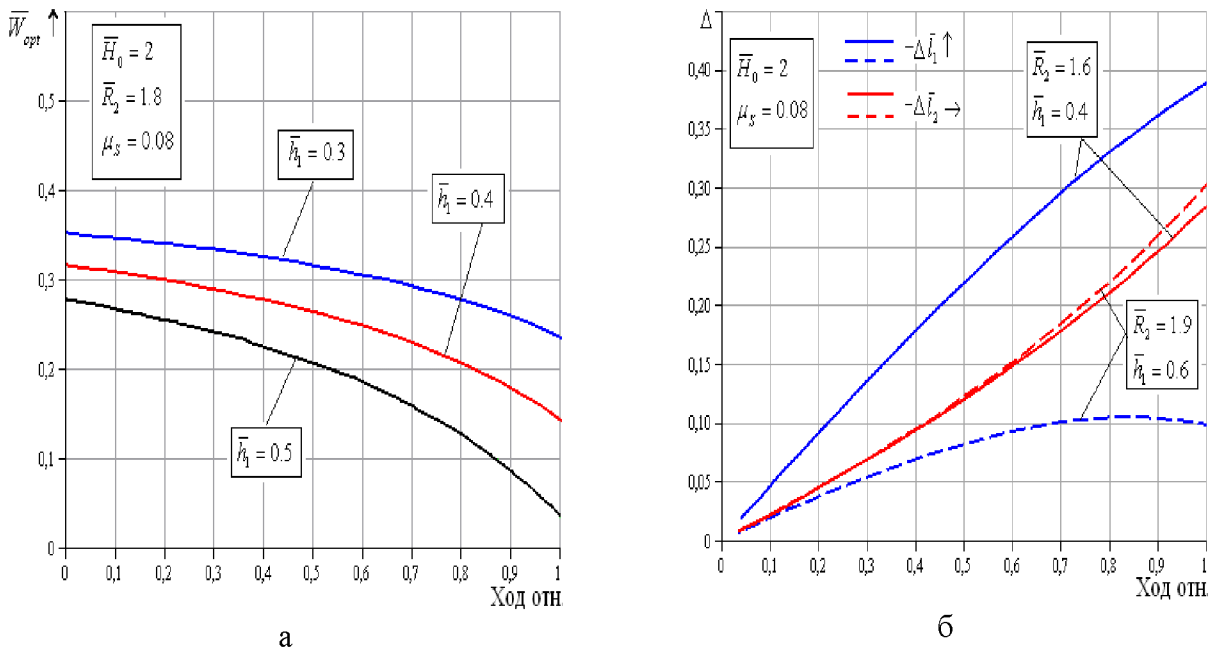 W̅opt ↑
H̅0 = 2
R̅2 = 1.8
μS = 0.08
h̅1 = 0.3
h̅1 = 0.4
h̅1 = 0.5
0,5
0,4
0,3
0,2
0,1
0
0 0,1 0,2 0,3 0,4 0,5 0,6 0,7 0,8 0,9 1
Ход отн.
а
Δ
H̅0 = 2
μS = 0.08
-Δl̅1 ↑
-Δl̅2 →
R̅2 = 1.6
h̅1 = 0.4
R̅2 = 1.9
h̅1 = 0.6
0,40
0,35
0,30
0,25
0,20
0,15
0,10
0,05
0
0 0,1 0,2 0,3 0,4 0,5 0,6 0,7 0,8 0,9 1
Ход отн.
б